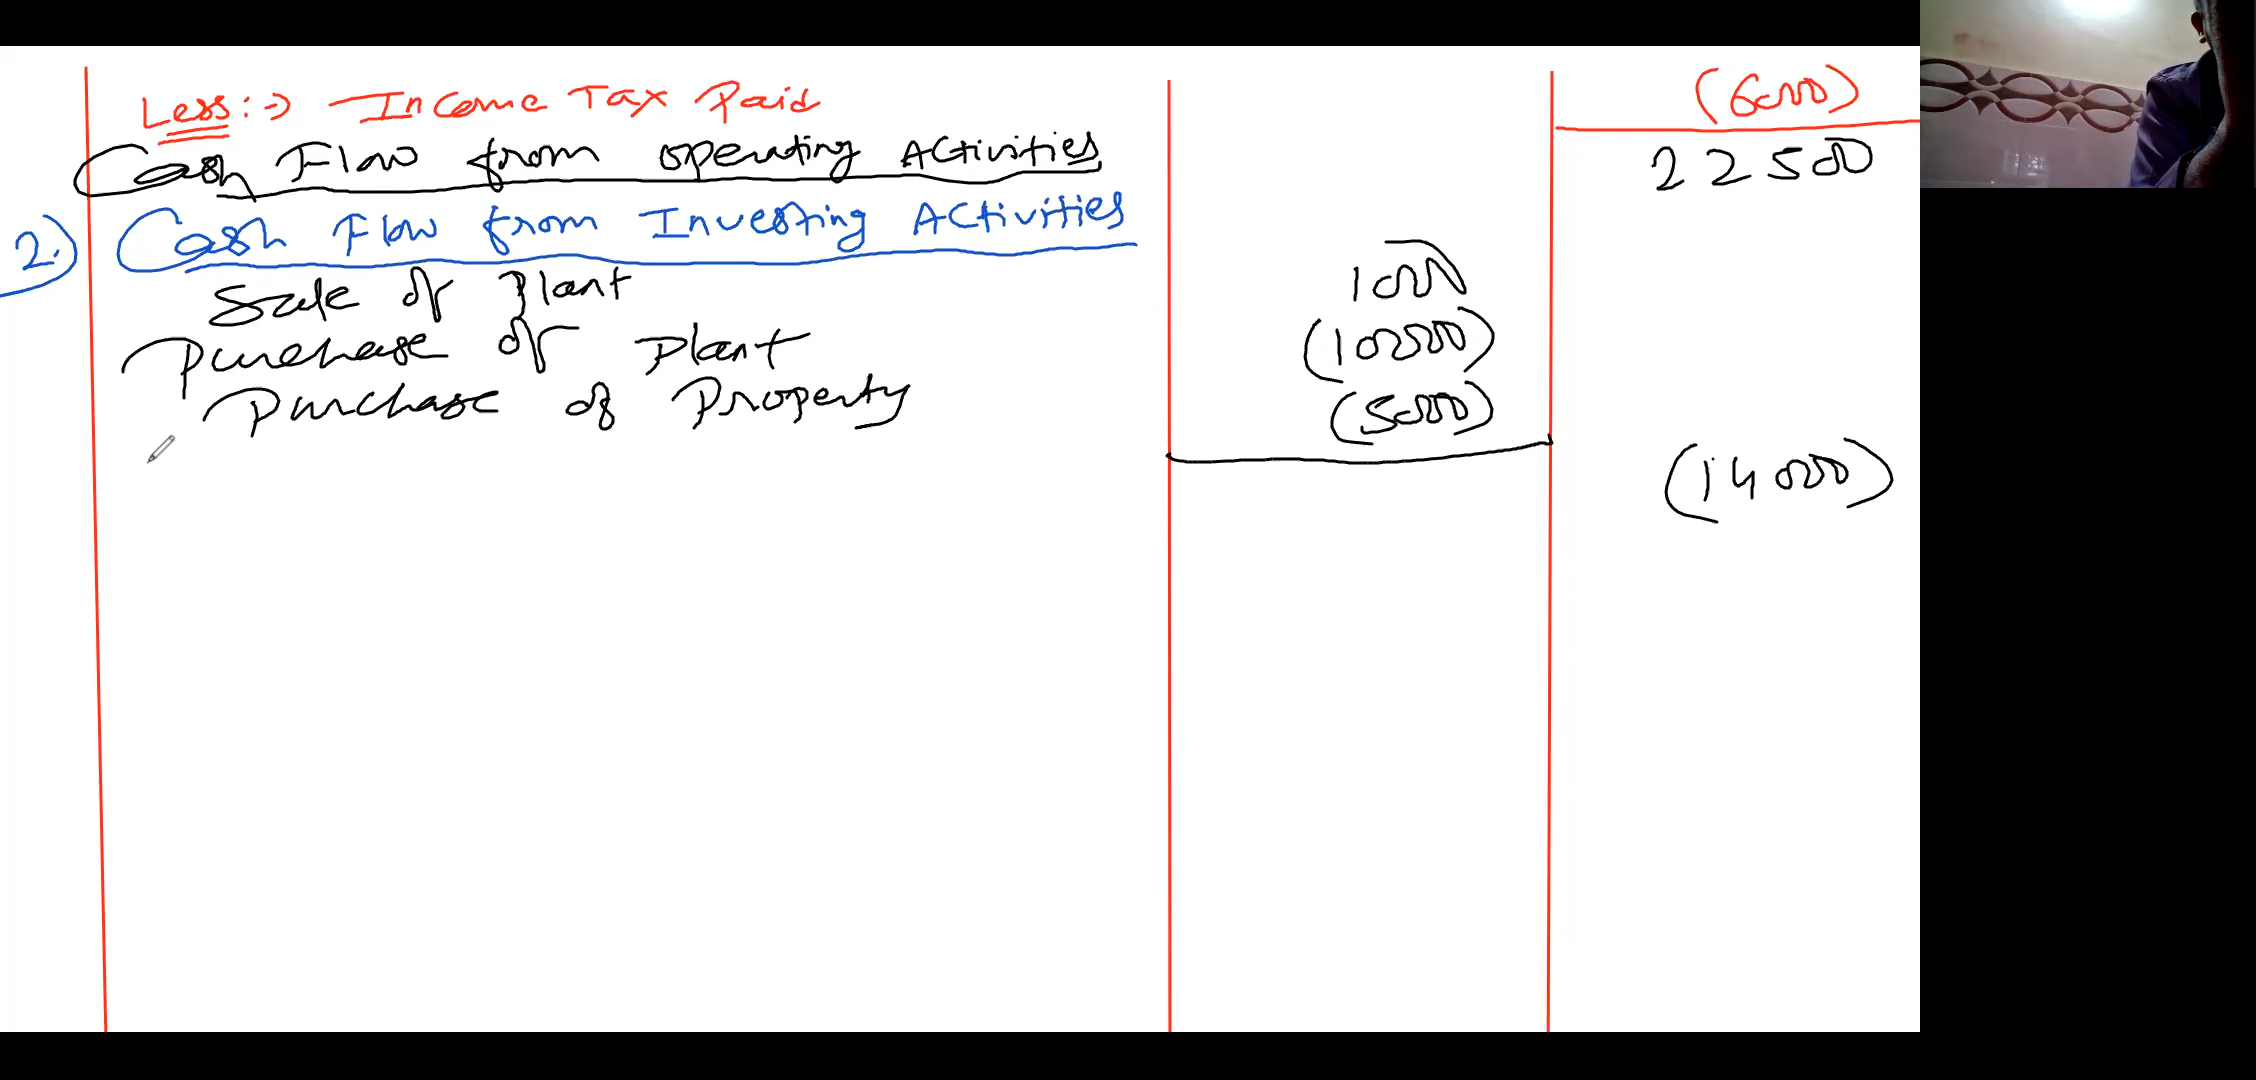 Less :-> Income Tax Paid (6000)
Cash Flow from operating Activities 22500
2.) Cash Flow from Investing Activities
Sale of Plant 1000
Purchase of Plant (10000)
Purchase of Property (5000)
(14000)